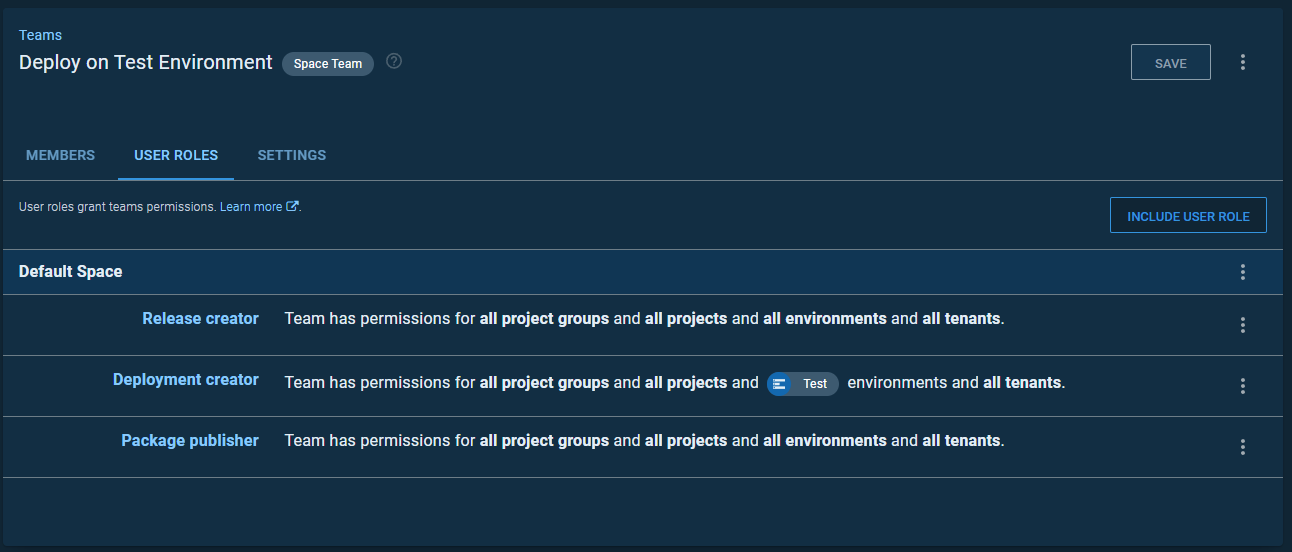 Teams
Deploy on Test Environment Space Team ?
SAVE
MEMBERS USER ROLES SETTINGS
User roles grant teams permissions. Learn more.
INCLUDE USER ROLE
Default Space
Release creator Team has permissions for all project groups and all projects and all environments and all tenants.
Deployment creator Team has permissions for all project groups and all projects and Test environments and all tenants.
Package publisher Team has permissions for all project groups and all projects and all environments and all tenants.